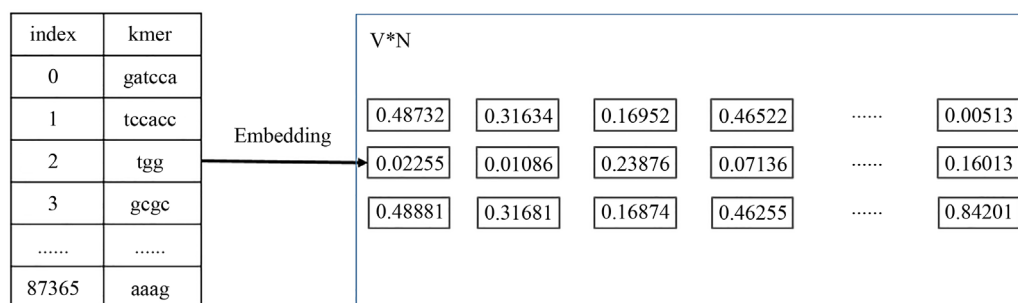 index kmer
0 gatcca
1 tccacc
2 tgg
3 gcgc
...... ......
87365 aaag
Embedding
V*N
0.48732 0.31634 0.16952 0.46522 ...... 0.00513
0.02255 0.01086 0.23876 0.07136 ...... 0.16013
0.48881 0.31681 0.16874 0.46255 ...... 0.84201